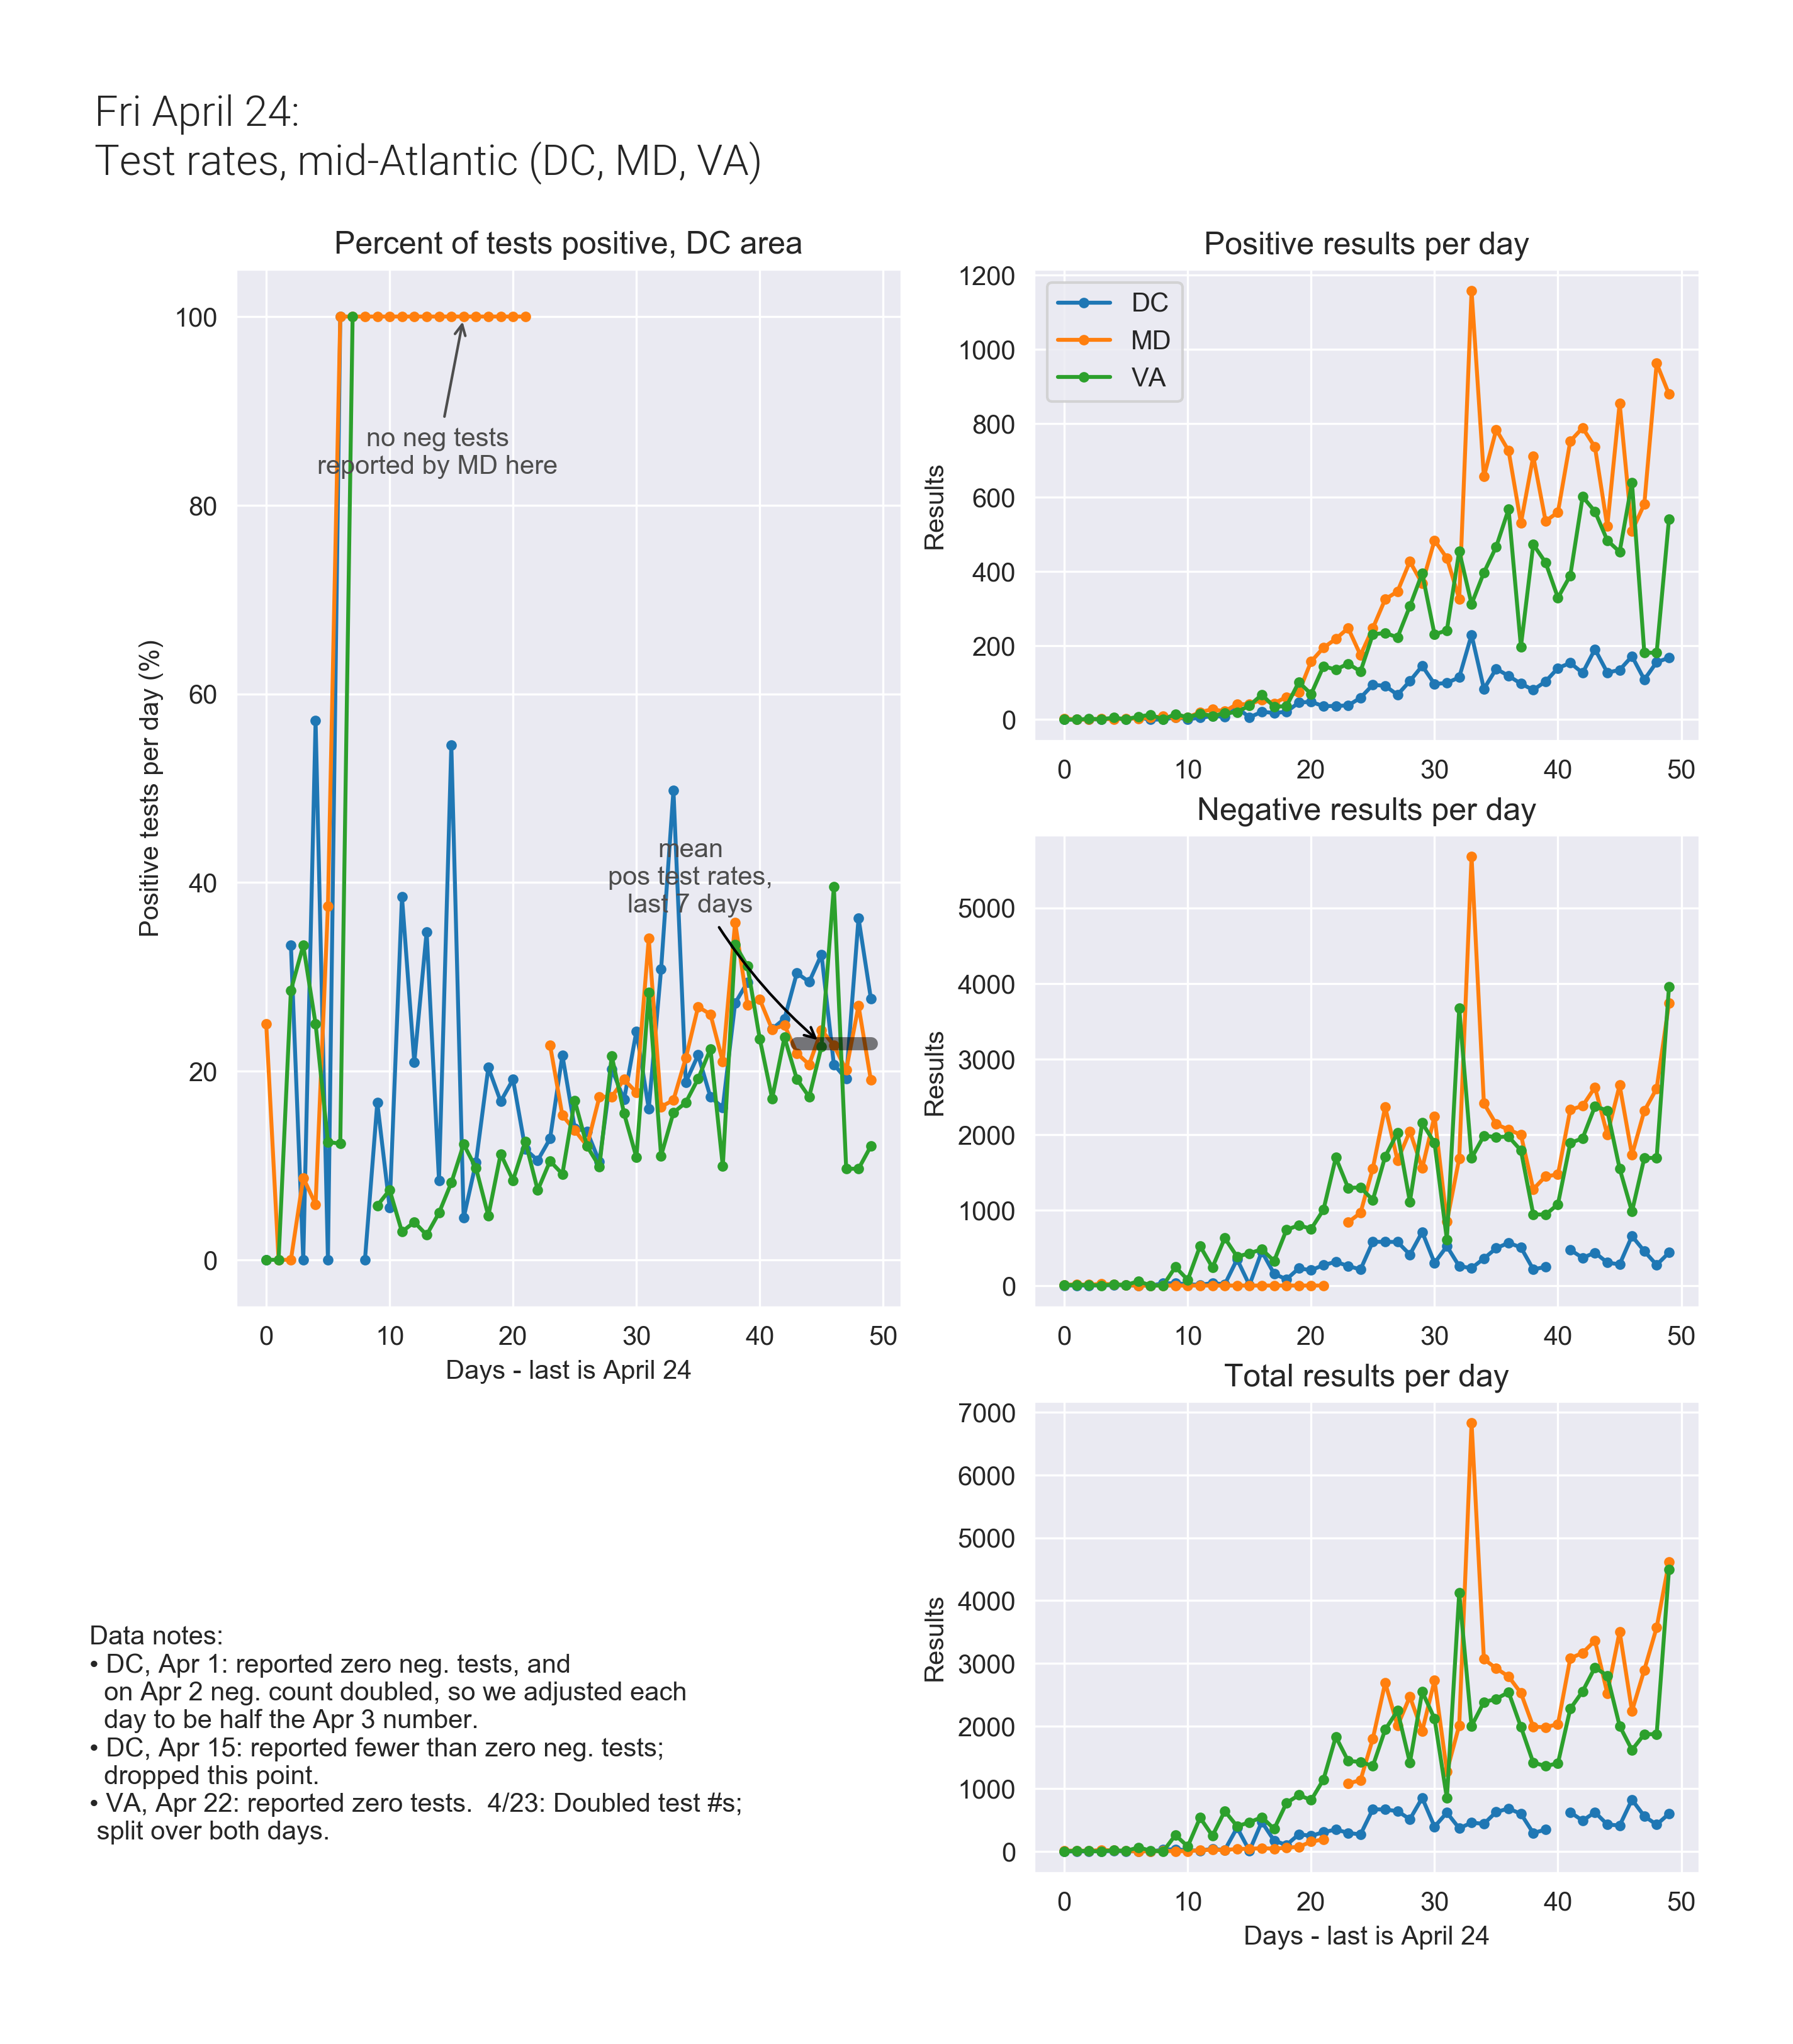 Fri April 24:
Test rates, mid-Atlantic (DC, MD, VA)
Percent of tests positive, DC area
Positive tests per day (%)
100
80
60
40
20
0
no neg tests
reported by MD here
mean
pos test rates,
last 7 days
0 10 20 30 40 50
Days - last is April 24
Positive results per day
Results
1200
1000
800
600
400
200
0
DC
MD
VA
0 10 20 30 40 50
Negative results per day
Results
5000
4000
3000
2000
1000
0
0 10 20 30 40 50
Total results per day
Results
7000
6000
5000
4000
3000
2000
1000
0
0 10 20 30 40 50
Days - last is April 24
Data notes:
• DC, Apr 1: reported zero neg. tests, and
on Apr 2 neg. count doubled, so we adjusted each
day to be half the Apr 3 number.
• DC, Apr 15: reported fewer than zero neg. tests;
dropped this point.
• VA, Apr 22: reported zero tests.  4/23: Doubled test #s;
split over both days.